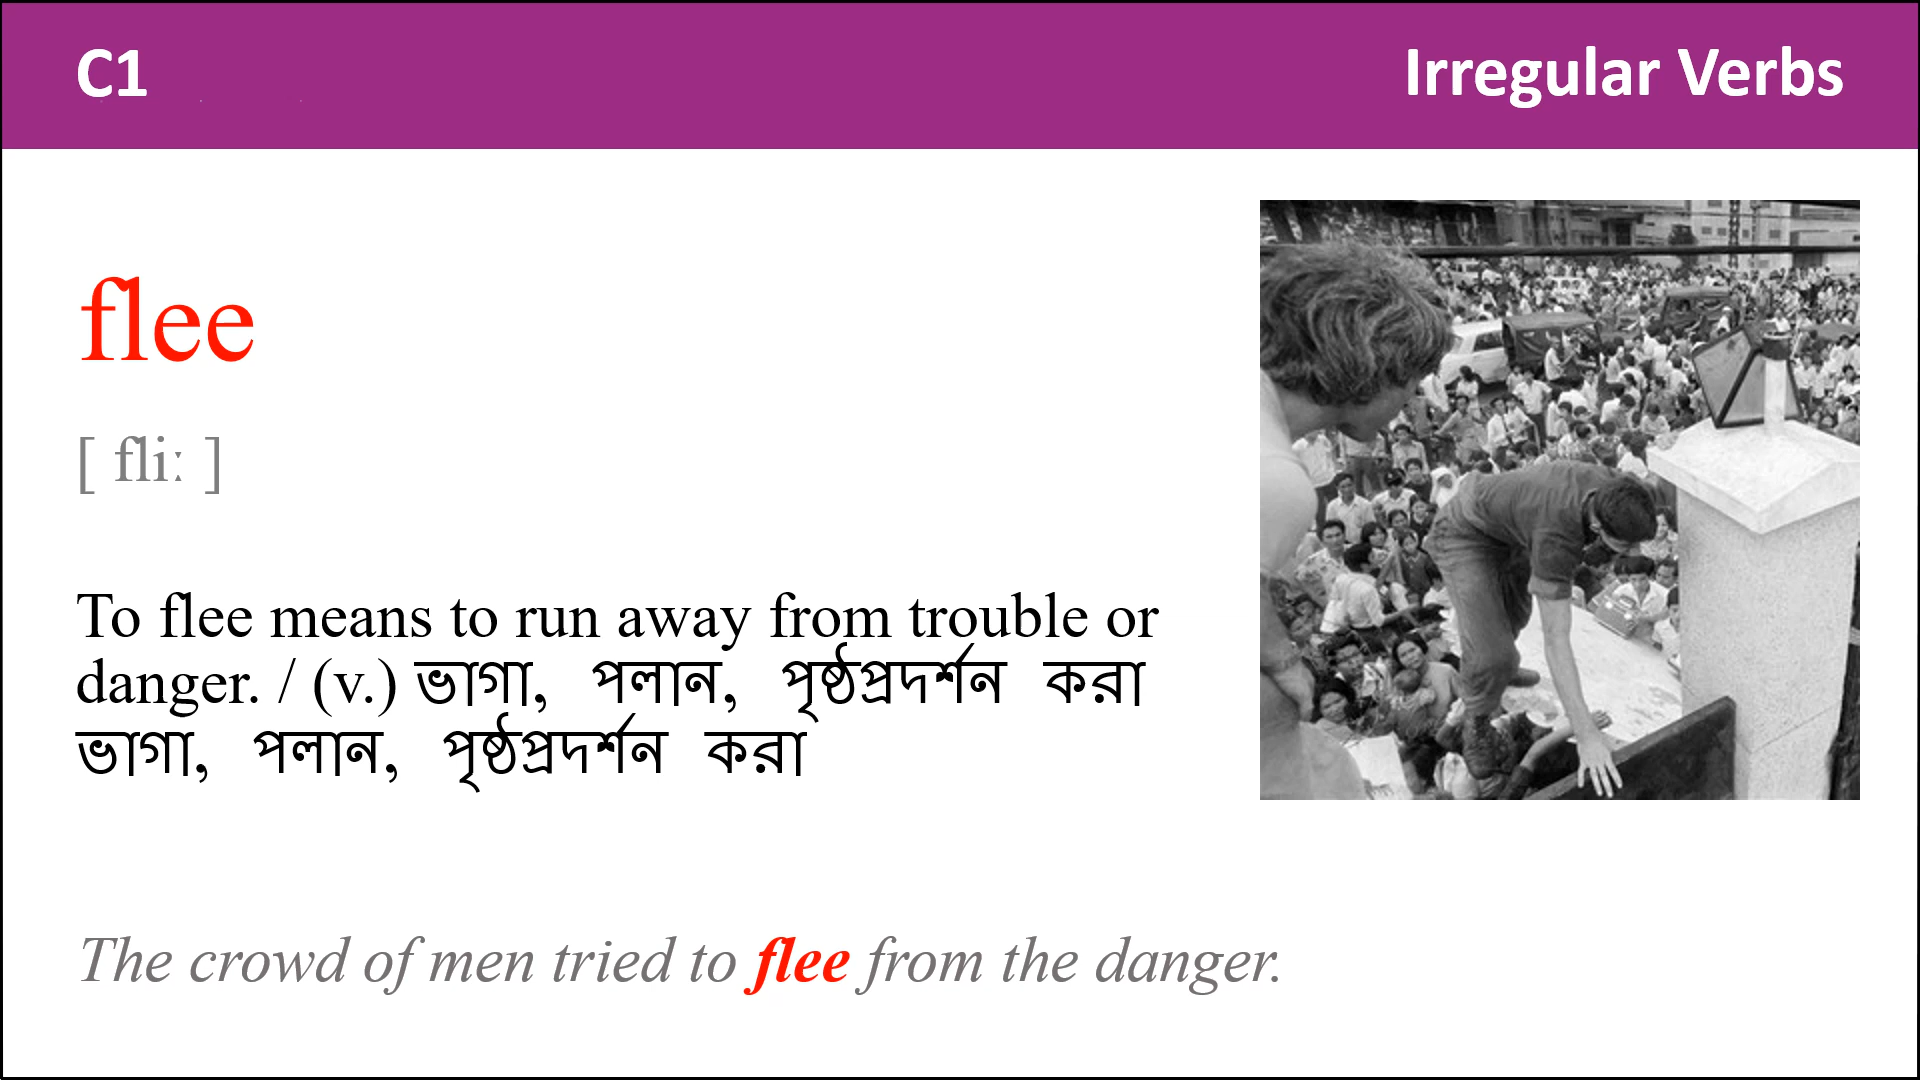 C1
Irregular Verbs
flee
[ fliː ]
To flee means to run away from trouble or
danger. / (v.) ভাগা, পলান, পৃষ্ঠপ্রদর্শন করা
ভাগা, পলান, পৃষ্ঠপ্রদর্শন করা
The crowd of men tried to flee from the danger.